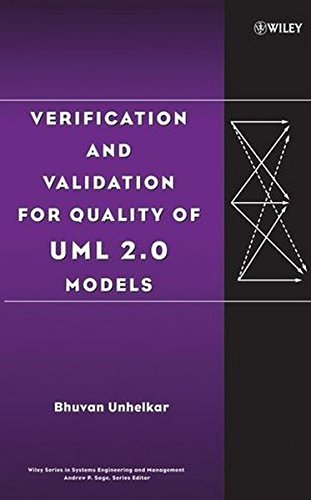 WILEY
VERIFICATION
AND
VALIDATION
FOR QUALITY OF
UML 2.0
MODELS
Bhuvan Unhelkar
Wiley Series in Systems Engineering and Management
Andrew P. Sage, Series Editor